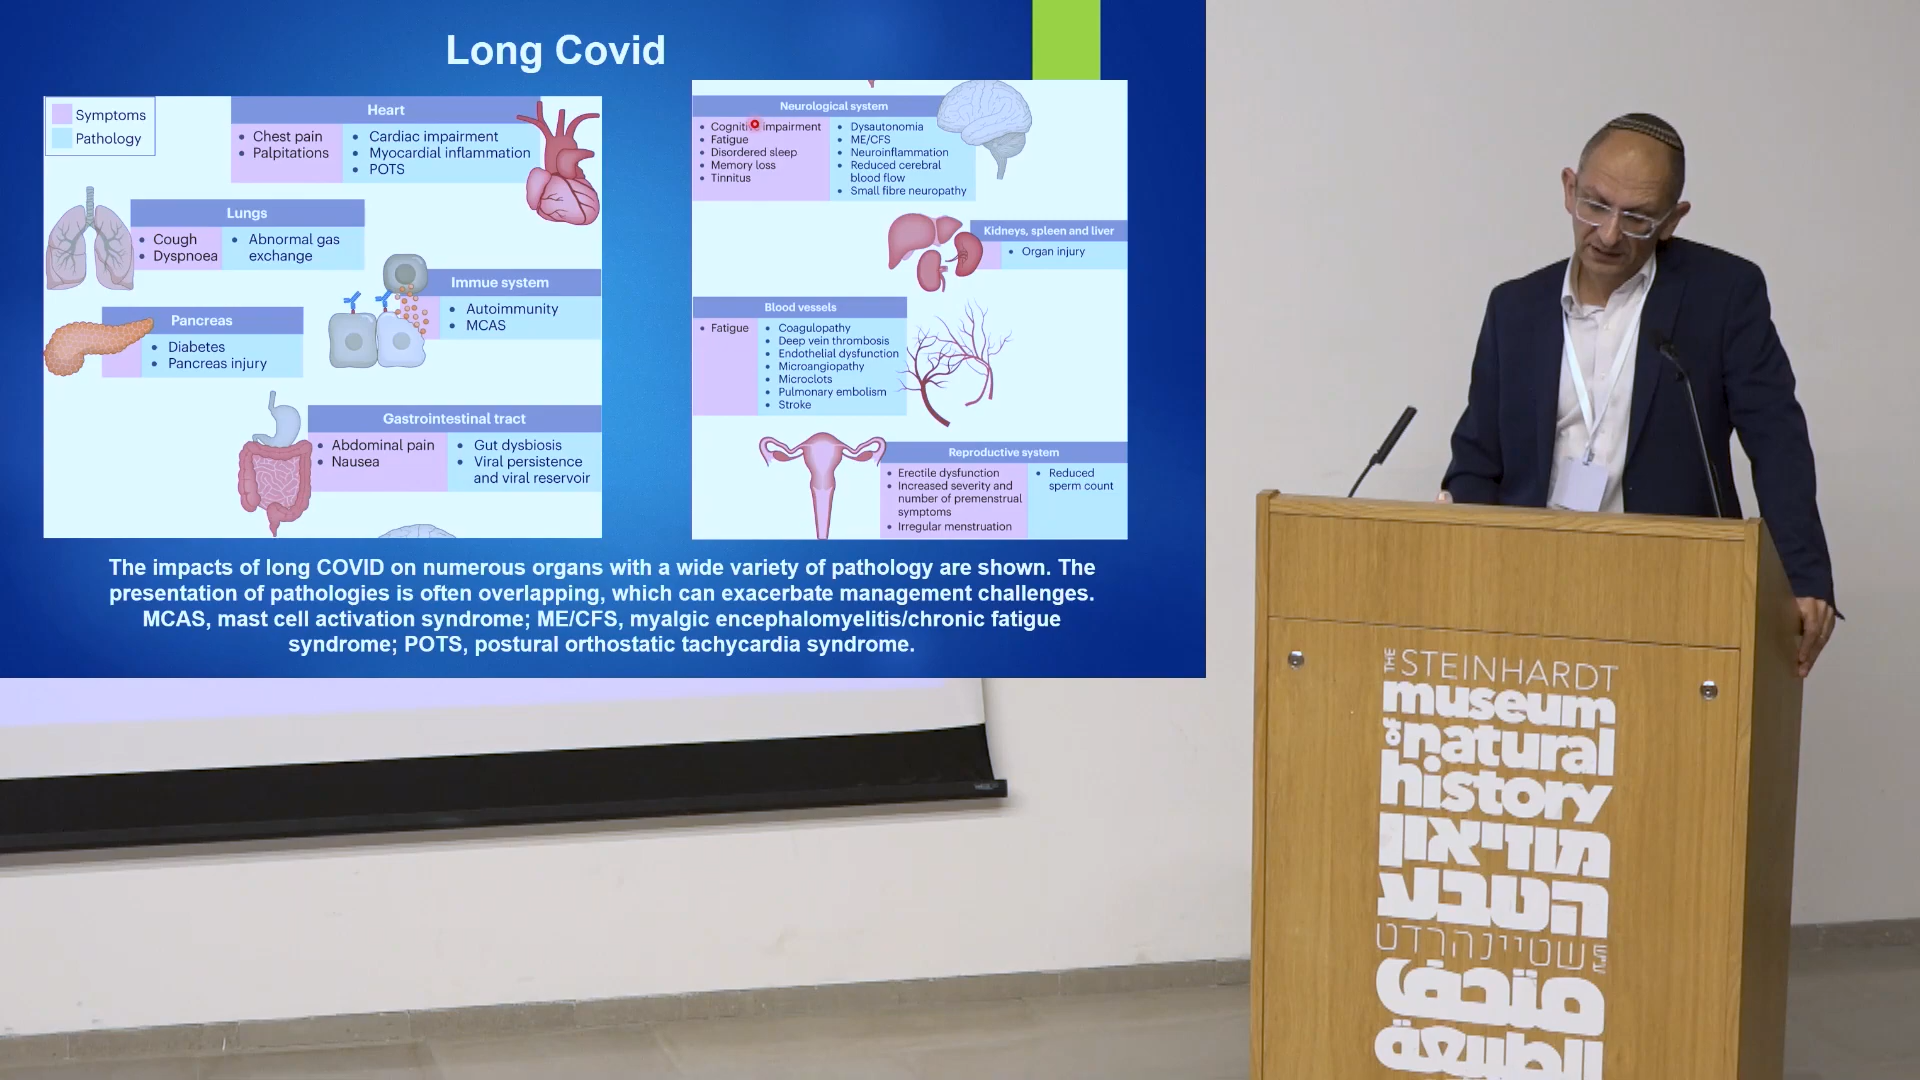 Long Covid
Symptoms
Pathology
Heart
• Chest pain
• Palpitations
• Cardiac impairment
• Myocardial inflammation
• POTS
Lungs
• Cough
• Dyspnoea
• Abnormal gas
exchange
Immue system
• Autoimmunity
• MCAS
Pancreas
• Diabetes
• Pancreas injury
Gastrointestinal tract
• Abdominal pain
• Nausea
• Gut dysbiosis
• Viral persistence
and viral reservoir
Neurological system
• Cognitive impairment
• Fatigue
• Disordered sleep
• Memory loss
• Tinnitus
• Dysautonomia
• ME/CFS
• Neuroinflammation
• Reduced cerebral
blood flow
• Small fibre neuropathy
Kidneys, spleen and liver
• Organ injury
Blood vessels
• Fatigue
• Coagulopathy
• Deep vein thrombosis
• Endothelial dysfunction
• Microangiopathy
• Microclots
• Pulmonary embolism
• Stroke
Reproductive system
• Erectile dysfunction
• Increased severity and
number of premenstrual
symptoms
• Irregular menstruation
• Reduced
sperm count
The impacts of long COVID on numerous organs with a wide variety of pathology are shown. The
presentation of pathologies is often overlapping, which can exacerbate management challenges.
MCAS, mast cell activation syndrome; ME/CFS, myalgic encephalomyelitis/chronic fatigue
syndrome; POTS, postural orthostatic tachycardia syndrome.
THE STEINHARDT
museum
of natural
history
מוזיאון
הטבע
ע״ש שטיינהרדט
متحف
الطبيعة